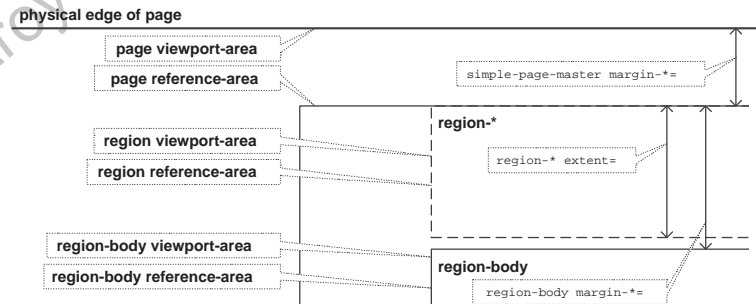 physical edge of page
page viewport-area
page reference-area
simple-page-master margin-*=
region-*
region viewport-area
region-* extent=
region reference-area
region-body viewport-area
region-body
region-body reference-area
region-body margin-*=